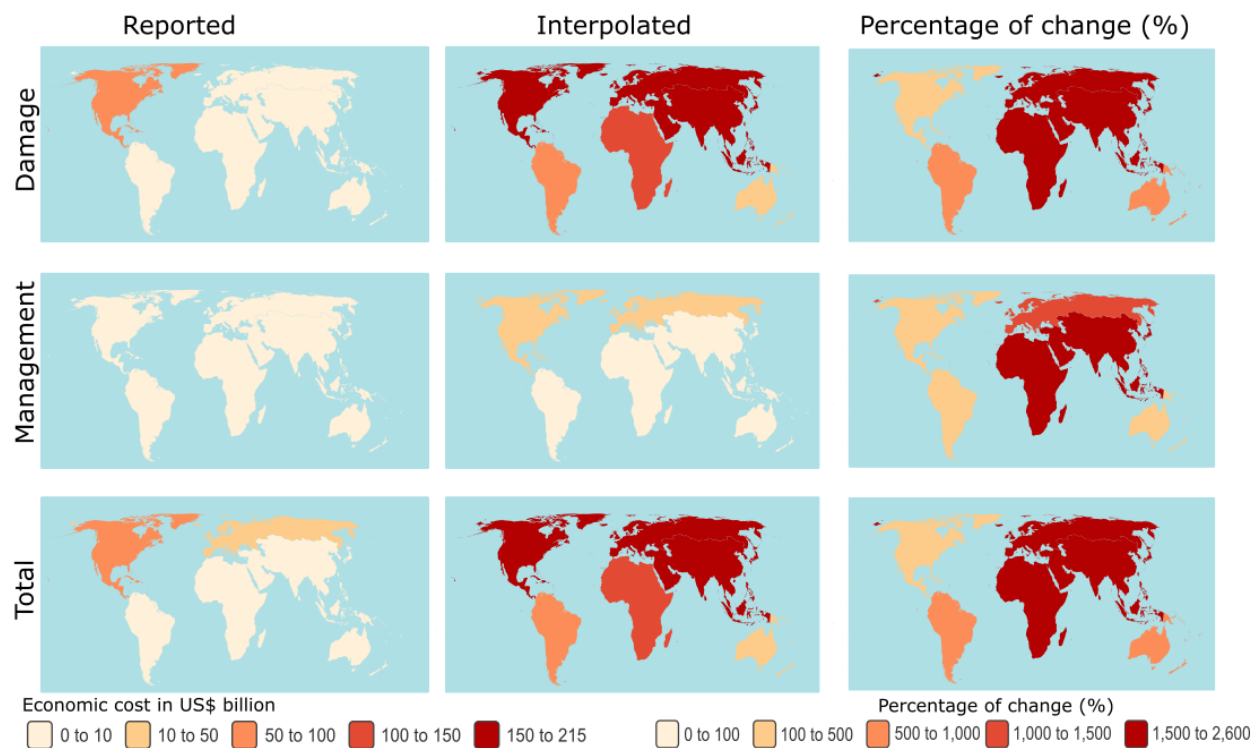 Reported Interpolated Percentage of change (%)
Damage
Management
Total
Economic cost in US$ billion Percentage of change (%)
0 to 10 10 to 50 50 to 100 100 to 150 150 to 215 0 to 100 100 to 500 500 to 1,000 1,000 to 1,500 1,500 to 2,600